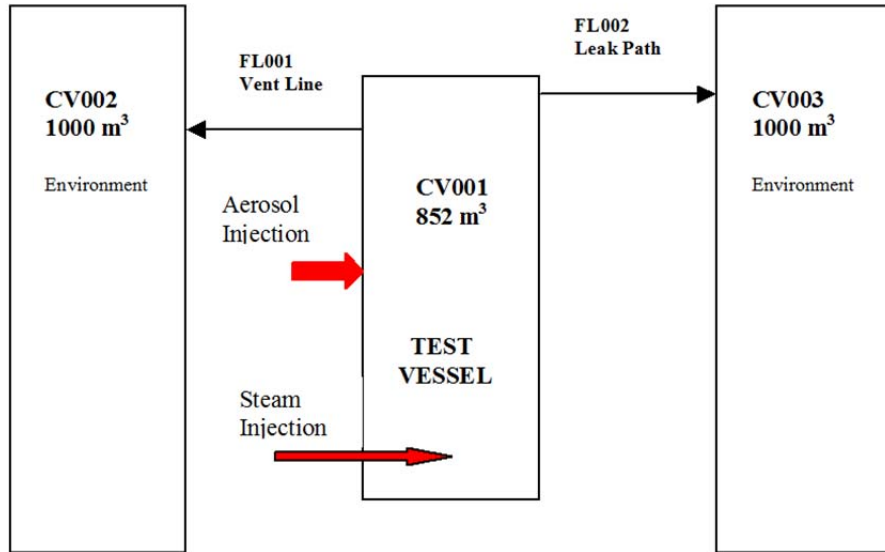 FL002
Leak Path
FL001
Vent Line
CV002
1000 m³
Environment
CV003
1000 m³
Environment
CV001
852 m³
Aerosol
Injection
TEST
VESSEL
Steam
Injection